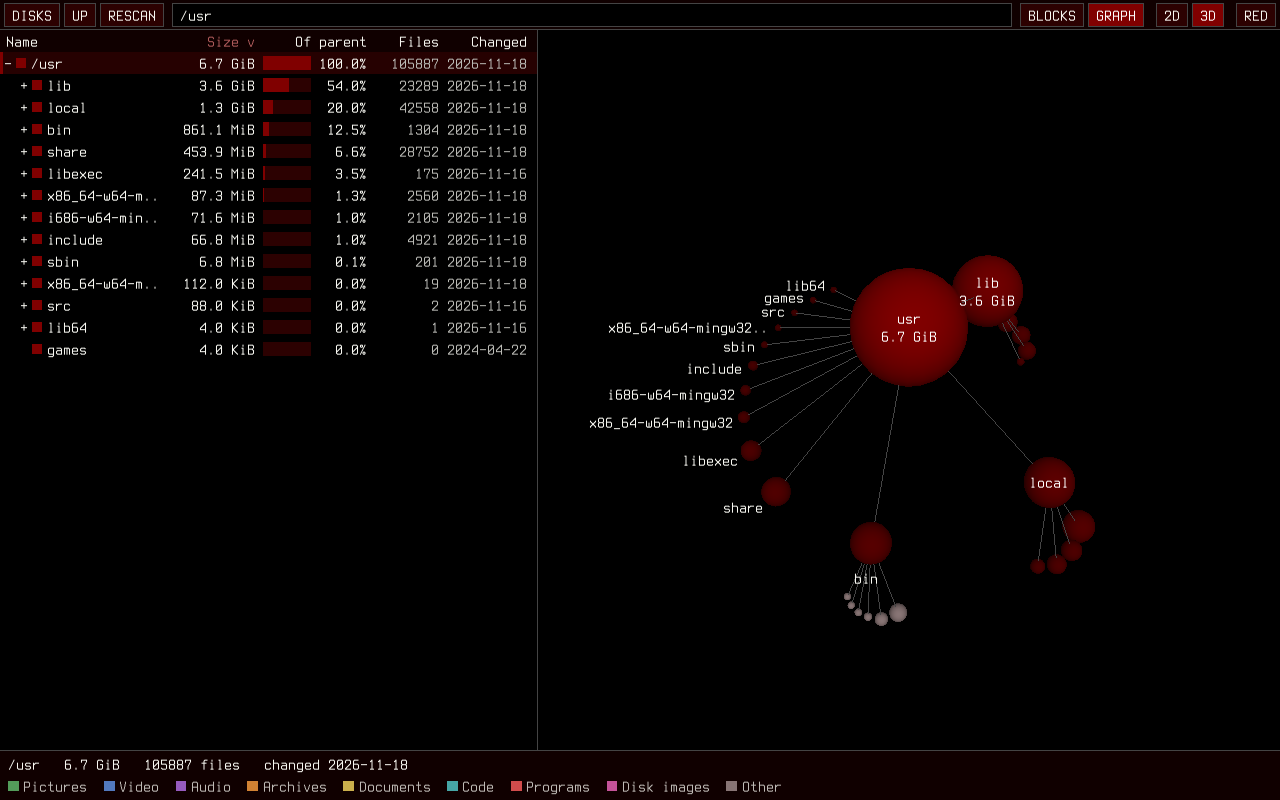 DISKS UP RESCAN /usr BLOCKS GRAPH 2D 3D RED
Name Size v Of parent Files Changed
- /usr 6.7 GiB 100.0% 105887 2026-11-18
+ lib 3.6 GiB 54.0% 23289 2026-11-18
+ local 1.3 GiB 20.0% 42558 2026-11-18
+ bin 861.1 MiB 12.5% 1304 2026-11-18
+ share 453.9 MiB 6.6% 28752 2026-11-18
+ libexec 241.5 MiB 3.5% 175 2026-11-16
+ x86_64-w64-m.. 87.3 MiB 1.3% 2560 2026-11-18
+ i686-w64-min.. 71.6 MiB 1.0% 2105 2026-11-18
+ include 66.8 MiB 1.0% 4921 2026-11-18
+ sbin 6.8 MiB 0.1% 201 2026-11-18
+ x86_64-w64-m.. 112.0 KiB 0.0% 19 2026-11-18
+ src 88.0 KiB 0.0% 2 2026-11-16
+ lib64 4.0 KiB 0.0% 1 2026-11-16
games 4.0 KiB 0.0% 0 2024-04-22
lib
3.6 GiB
usr
6.7 GiB
lib64
games
src
x86_64-w64-mingw32..
sbin
include
i686-w64-mingw32
x86_64-w64-mingw32
libexec
share
bin
local
/usr 6.7 GiB 105887 files changed 2026-11-18
Pictures Video Audio Archives Documents Code Programs Disk images Other